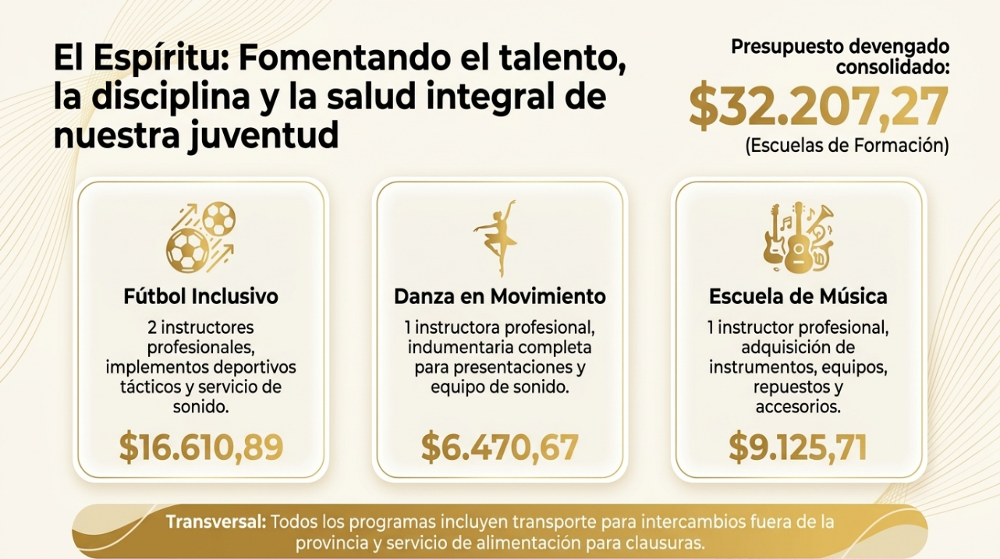 El Espíritu: Fomentando el talento,
la disciplina y la salud integral de
nuestra juventud
Presupuesto devengado
consolidado:
$32.207,27
(Escuelas de Formación)
Fútbol Inclusivo
2 instructores
profesionales,
implementos deportivos
tácticos y servicio de
sonido.
$16.610,89
Danza en Movimiento
1 instructora profesional,
indumentaria completa
para presentaciones y
equipo de sonido.
$6.470,67
Escuela de Música
1 instructor profesional,
adquisición de
instrumentos, equipos,
repuestos y
accesorios.
$9.125,71
Transversal: Todos los programas incluyen transporte para intercambios fuera de la
provincia y servicio de alimentación para clausuras.